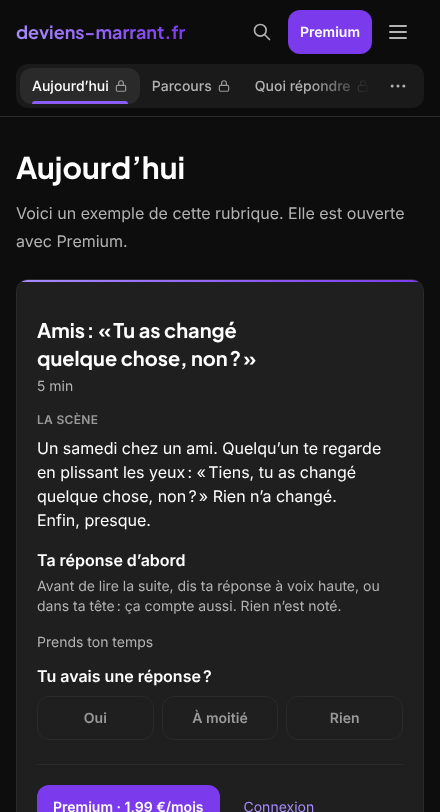 deviens-marrant.fr
Premium
Aujourd’hui
Parcours
Quoi répondre
Aujourd’hui
Voici un exemple de cette rubrique. Elle est ouverte
avec Premium.
Amis : « Tu as changé
quelque chose, non ? »
5 min
LA SCÈNE
Un samedi chez un ami. Quelqu’un te regarde
en plissant les yeux : « Tiens, tu as changé
quelque chose, non ? » Rien n’a changé.
Enfin, presque.
Ta réponse d’abord
Avant de lire la suite, dis ta réponse à voix haute, ou
dans ta tête : ça compte aussi. Rien n’est noté.
Prends ton temps
Tu avais une réponse ?
Oui
À moitié
Rien
Premium · 1,99 €/mois
Connexion